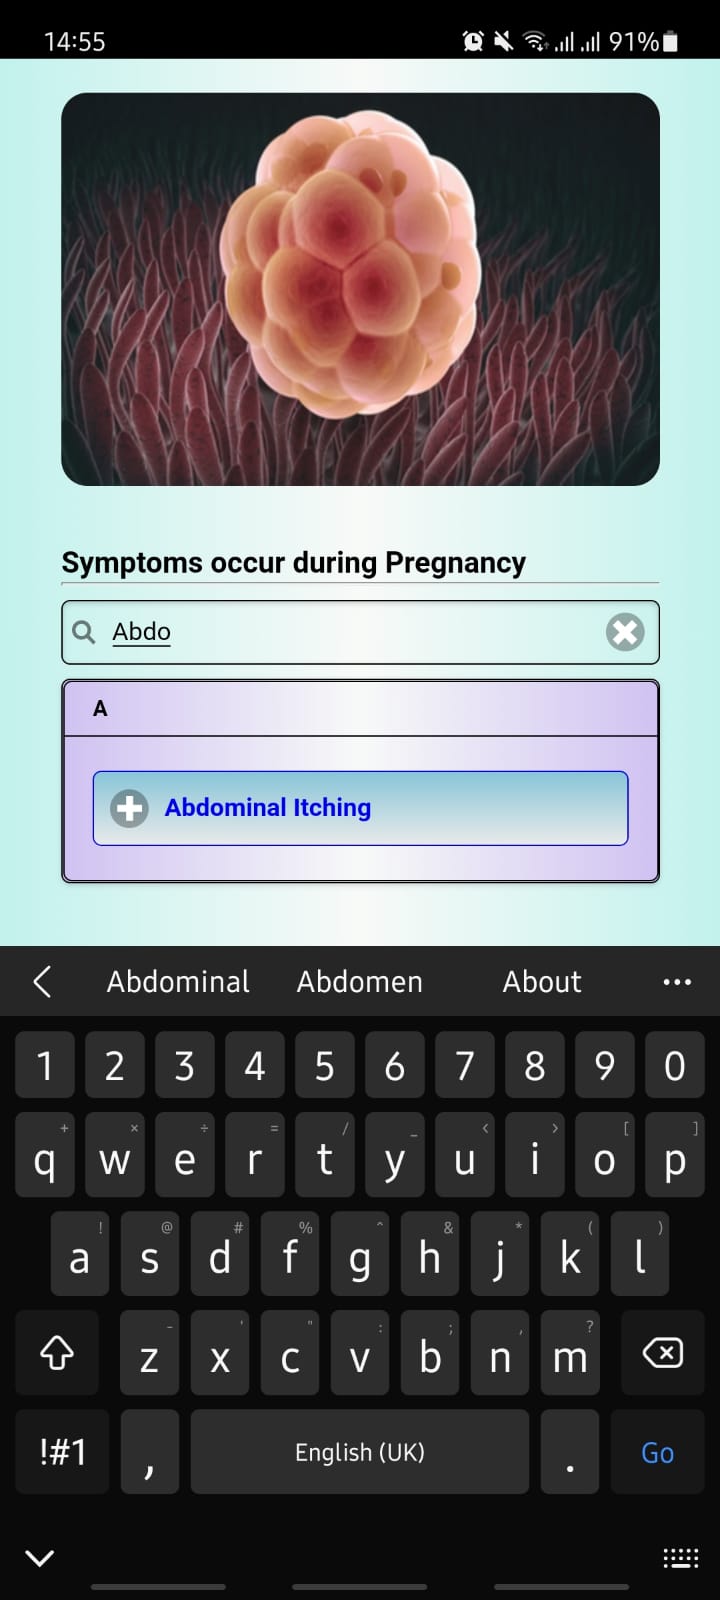 14:55 91%
Symptoms occur during Pregnancy
Abdo
A
Abdominal Itching
Abdominal Abdomen About ...
1 2 3 4 5 6 7 8 9 0
+ × ÷ = / _ < > [ ]
q w e r t y u i o p
! @ # % ^ & * ( )
a s d f g h j k l
- ' " : ; , ?
z x c v b n m
!#1 , English (UK) . Go